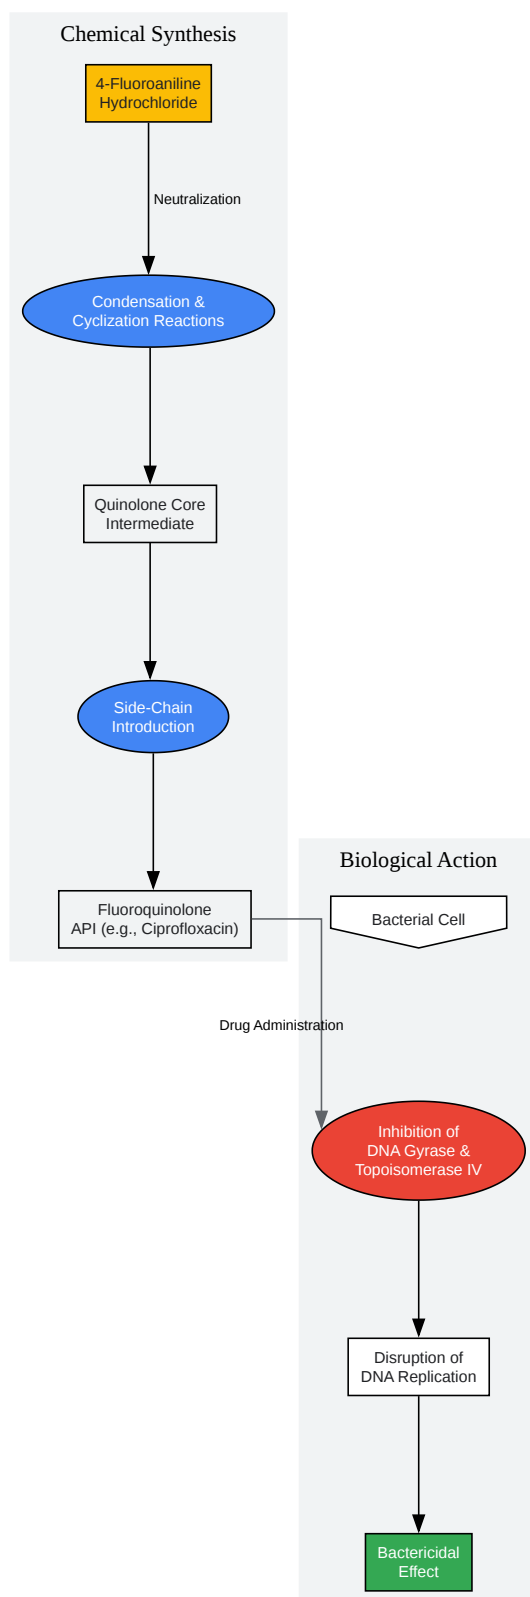 Chemical Synthesis
4-Fluoroaniline
Hydrochloride
Neutralization
Condensation &
Cyclization Reactions
Quinolone Core
Intermediate
Side-Chain
Introduction
Fluoroquinolone
API (e.g., Ciprofloxacin)
Biological Action
Bacterial Cell
Drug Administration
Inhibition of
DNA Gyrase &
Topoisomerase IV
Disruption of
DNA Replication
Bactericidal
Effect